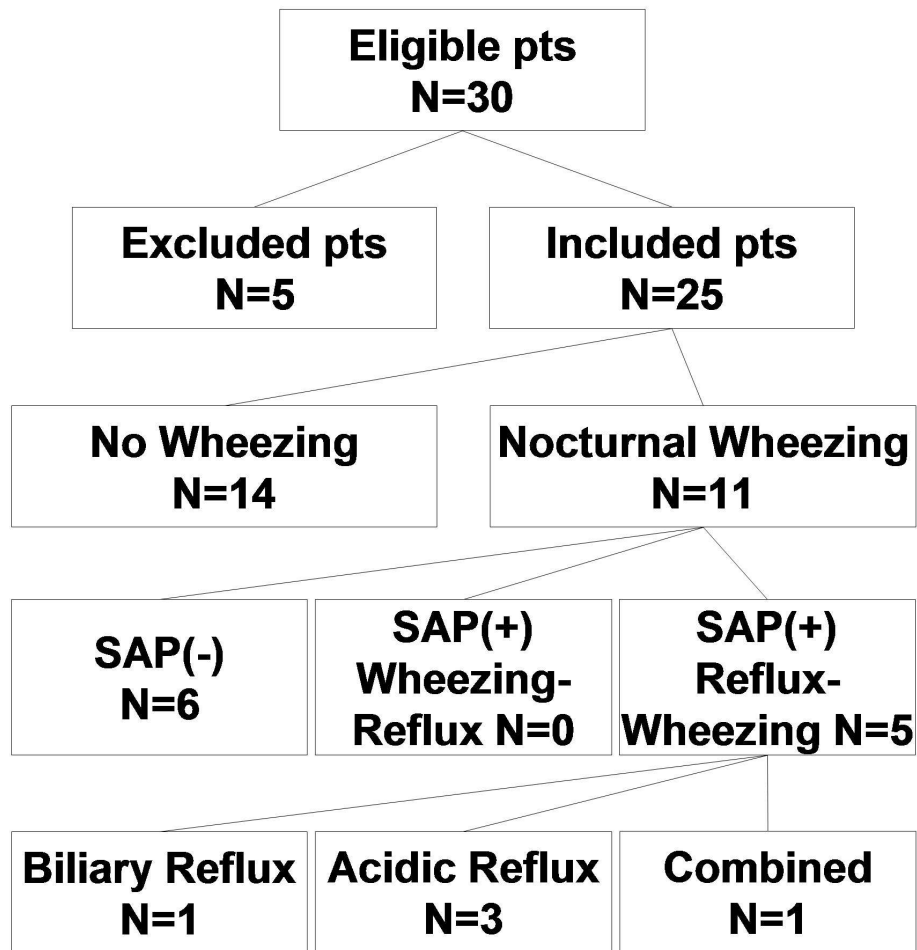 Eligible pts
N=30
Excluded pts
N=5
Included pts
N=25
No Wheezing
N=14
Nocturnal Wheezing
N=11
SAP(-)
N=6
SAP(+)
Wheezing-
Reflux N=0
SAP(+)
Reflux-
Wheezing N=5
Biliary Reflux
N=1
Acidic Reflux
N=3
Combined
N=1